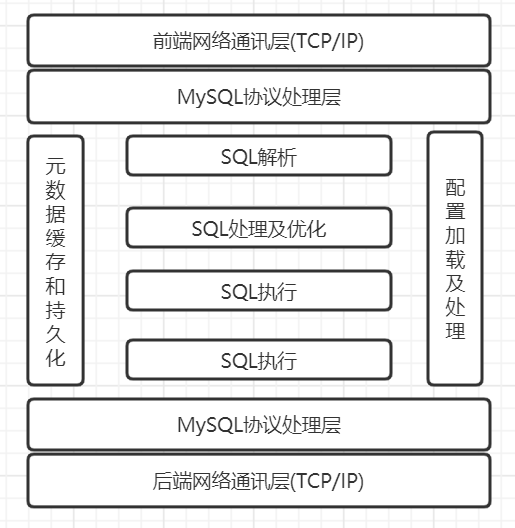 前端网络通讯层(TCP/IP)
MySQL协议处理层
元数据缓存和持久化
SQL解析
SQL处理及优化
SQL执行
SQL执行
配置加载及处理
MySQL协议处理层
后端网络通讯层(TCP/IP)